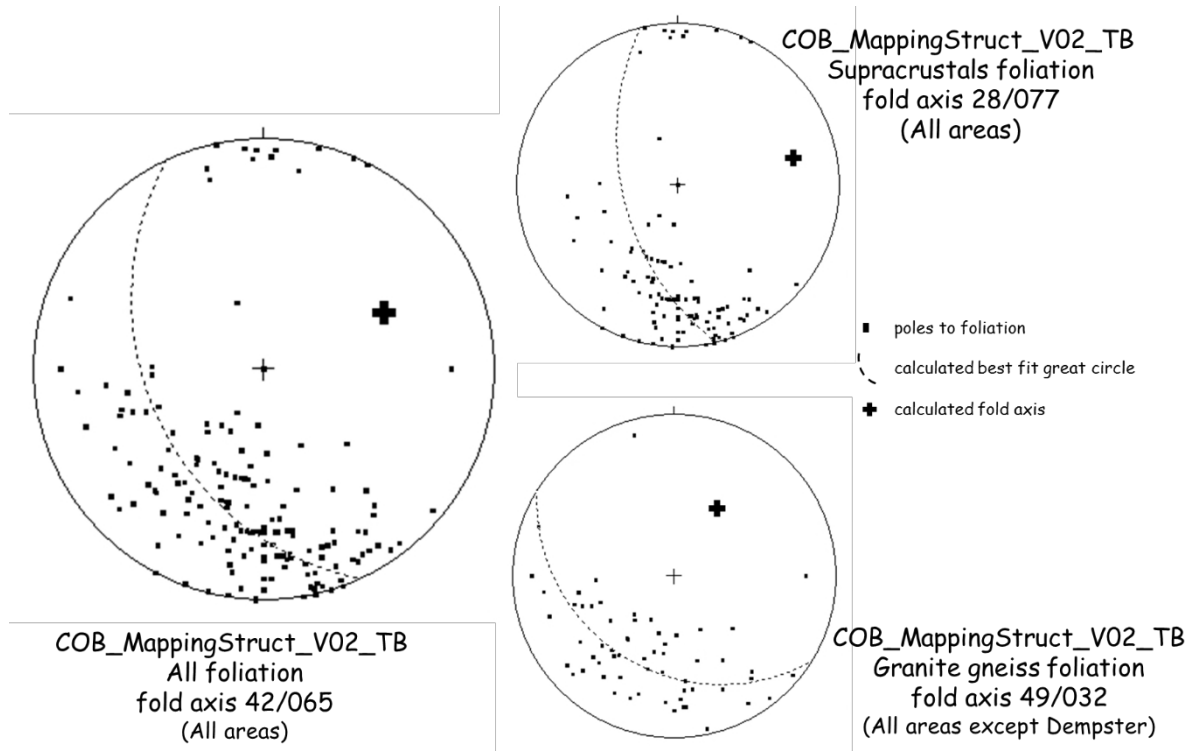 COB_MappingStruct_V02_TB
Supracrustals foliation
fold axis 28/077
(All areas)
poles to foliation
calculated best fit great circle
calculated fold axis
COB_MappingStruct_V02_TB
All foliation
fold axis 42/065
(All areas)
COB_MappingStruct_V02_TB
Granite gneiss foliation
fold axis 49/032
(All areas except Dempster)